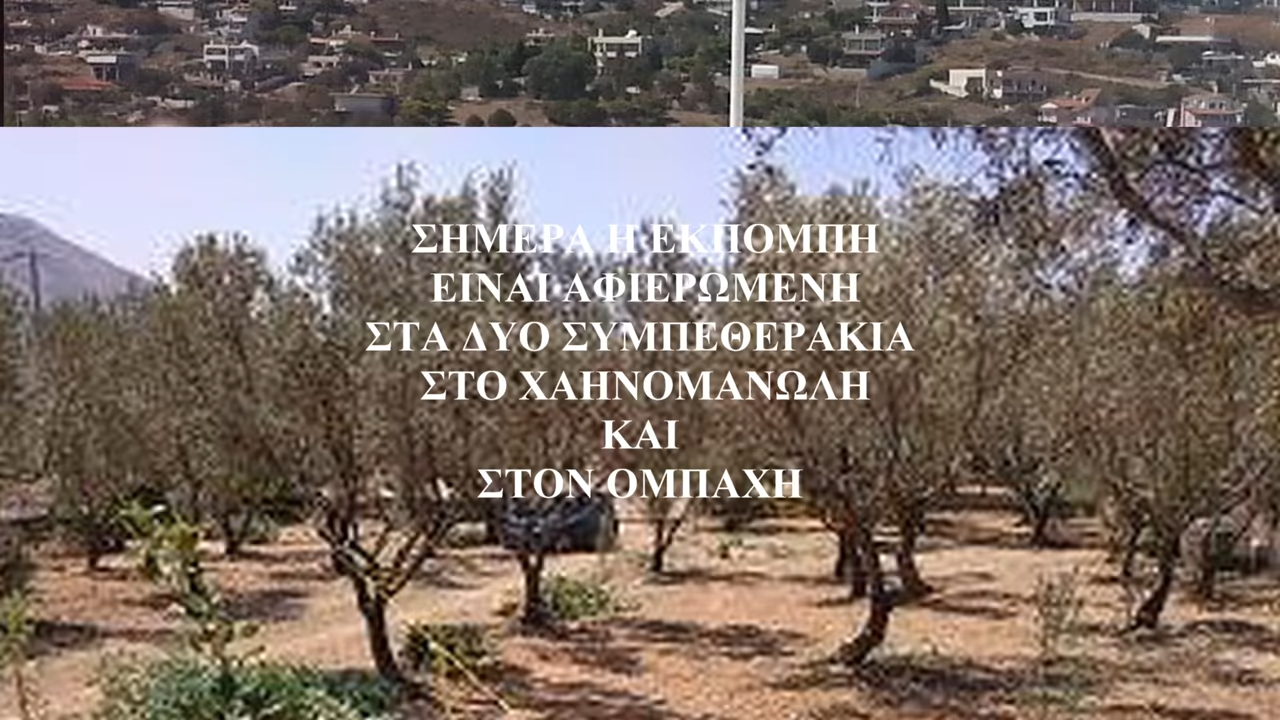 ΣΗΜΕΡΑ Η ΕΚΠΟΜΠΗ
ΕΙΝΑΙ ΑΦΙΕΡΩΜΕΝΗ
ΣΤΑ ΔΥΟ ΣΥΜΠΕΘΕΡΑΚΙΑ
ΣΤΟ ΧΑΗΝΟΜΑΝΩΛΗ
ΚΑΙ
ΣΤΟΝ ΟΜΠΑΧΗ